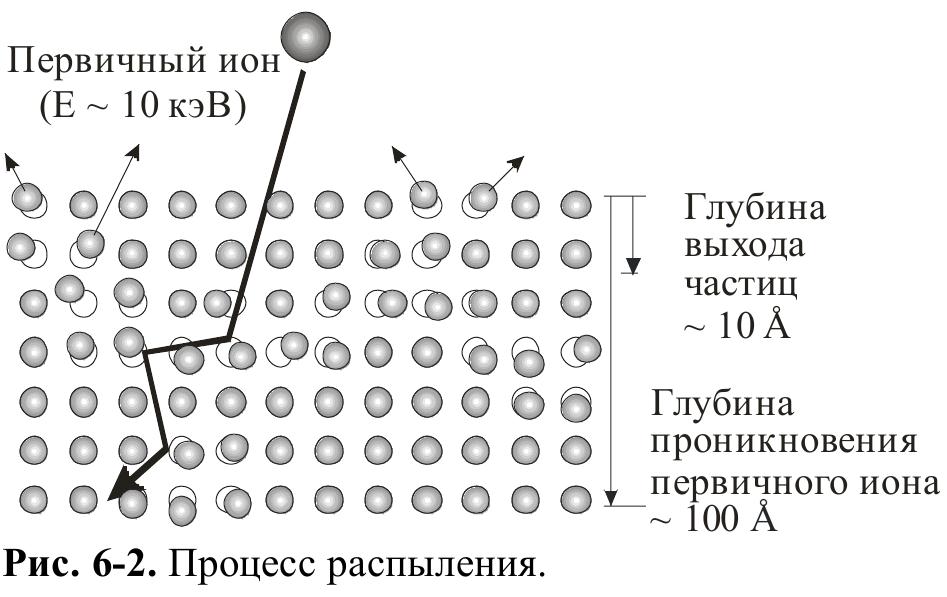 Первичный ион
(E ~ 10 кэВ)
Глубина
выхода
частиц
~ 10 Å
Глубина
проникновения
первичного иона
~ 100 Å
Рис. 6-2. Процесс распыления.